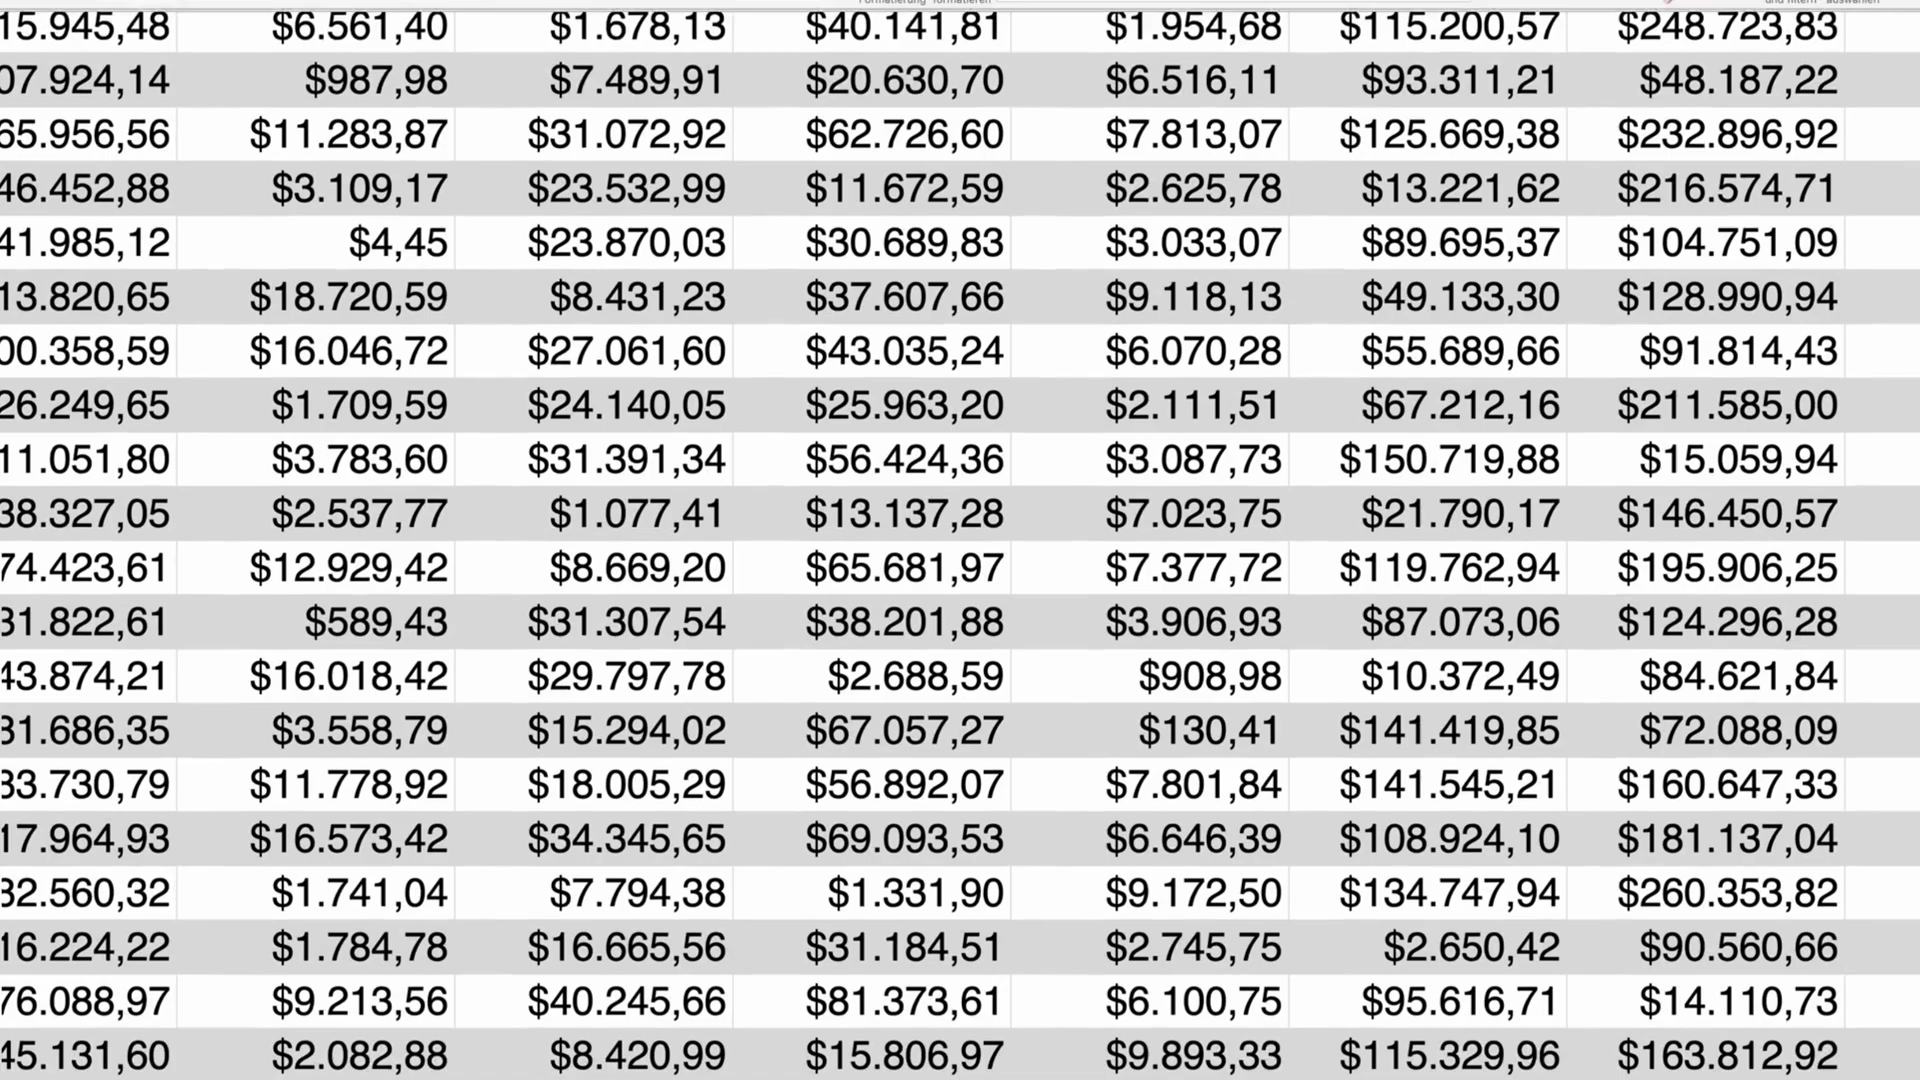 Formatierung formatieren und filtern auswählen
15.945,48 $6.561,40 $1.678,13 $40.141,81 $1.954,68 $115.200,57 $248.723,83
07.924,14 $987,98 $7.489,91 $20.630,70 $6.516,11 $93.311,21 $48.187,22
65.956,56 $11.283,87 $31.072,92 $62.726,60 $7.813,07 $125.669,38 $232.896,92
46.452,88 $3.109,17 $23.532,99 $11.672,59 $2.625,78 $13.221,62 $216.574,71
41.985,12 $4,45 $23.870,03 $30.689,83 $3.033,07 $89.695,37 $104.751,09
13.820,65 $18.720,59 $8.431,23 $37.607,66 $9.118,13 $49.133,30 $128.990,94
00.358,59 $16.046,72 $27.061,60 $43.035,24 $6.070,28 $55.689,66 $91.814,43
26.249,65 $1.709,59 $24.140,05 $25.963,20 $2.111,51 $67.212,16 $211.585,00
11.051,80 $3.783,60 $31.391,34 $56.424,36 $3.087,73 $150.719,88 $15.059,94
38.327,05 $2.537,77 $1.077,41 $13.137,28 $7.023,75 $21.790,17 $146.450,57
74.423,61 $12.929,42 $8.669,20 $65.681,97 $7.377,72 $119.762,94 $195.906,25
31.822,61 $589,43 $31.307,54 $38.201,88 $3.906,93 $87.073,06 $124.296,28
43.874,21 $16.018,42 $29.797,78 $2.688,59 $908,98 $10.372,49 $84.621,84
31.686,35 $3.558,79 $15.294,02 $67.057,27 $130,41 $141.419,85 $72.088,09
33.730,79 $11.778,92 $18.005,29 $56.892,07 $7.801,84 $141.545,21 $160.647,33
17.964,93 $16.573,42 $34.345,65 $69.093,53 $6.646,39 $108.924,10 $181.137,04
32.560,32 $1.741,04 $7.794,38 $1.331,90 $9.172,50 $134.747,94 $260.353,82
16.224,22 $1.784,78 $16.665,56 $31.184,51 $2.745,75 $2.650,42 $90.560,66
76.088,97 $9.213,56 $40.245,66 $81.373,61 $6.100,75 $95.616,71 $14.110,73
45.131,60 $2.082,88 $8.420,99 $15.806,97 $9.893,33 $115.329,96 $163.812,92